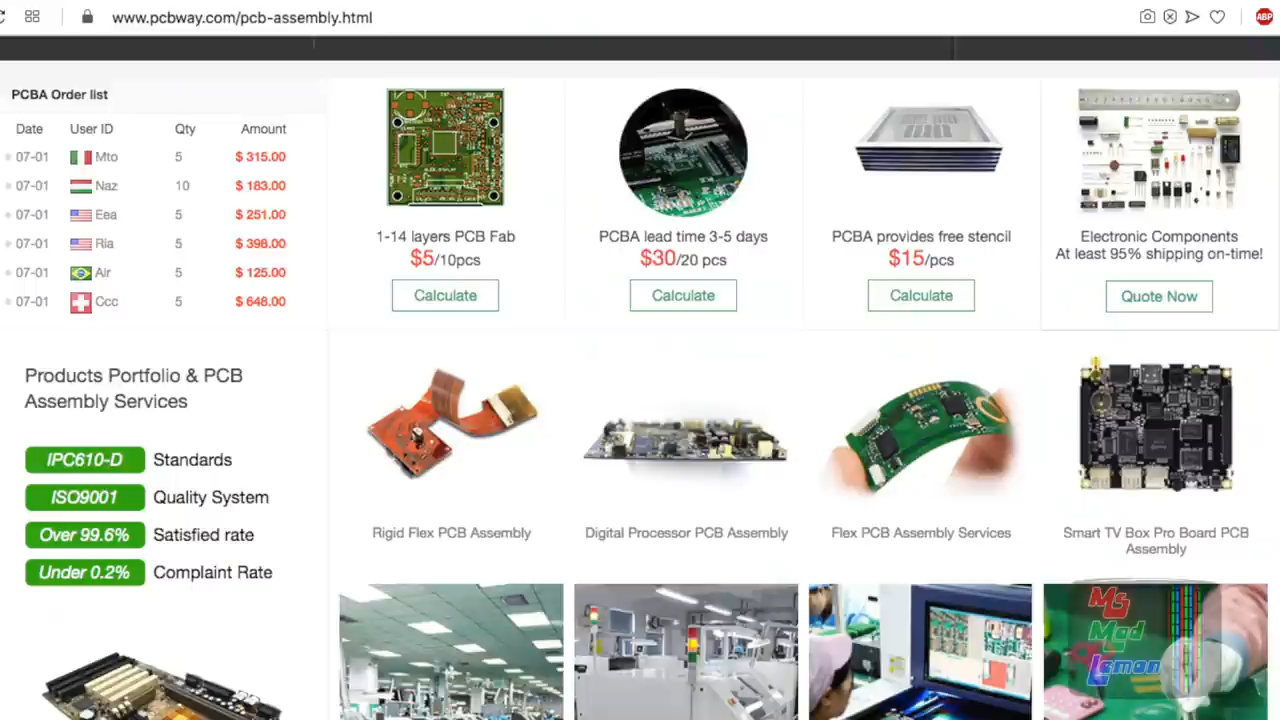 www.pcbway.com/pcb-assembly.html
ABP
PCBA Order list
Date User ID Qty Amount
07-01 Mto 5 $ 315.00
07-01 Naz 10 $ 183.00
07-01 Eea 5 $ 251.00
07-01 Ria 5 $ 398.00
07-01 Air 5 $ 125.00
07-01 Ccc 5 $ 648.00
1-14 layers PCB Fab
$5/10pcs
Calculate
PCBA lead time 3-5 days
$30/20 pcs
Calculate
PCBA provides free stencil
$15/pcs
Calculate
Electronic Components
At least 95% shipping on-time!
Quote Now
Products Portfolio & PCB
Assembly Services
IPC610-D Standards
ISO9001 Quality System
Over 99.6% Satisfied rate
Under 0.2% Complaint Rate
Rigid Flex PCB Assembly
Digital Processor PCB Assembly
Flex PCB Assembly Services
Smart TV Box Pro Board PCB
Assembly
Ms
Mad
Lemon